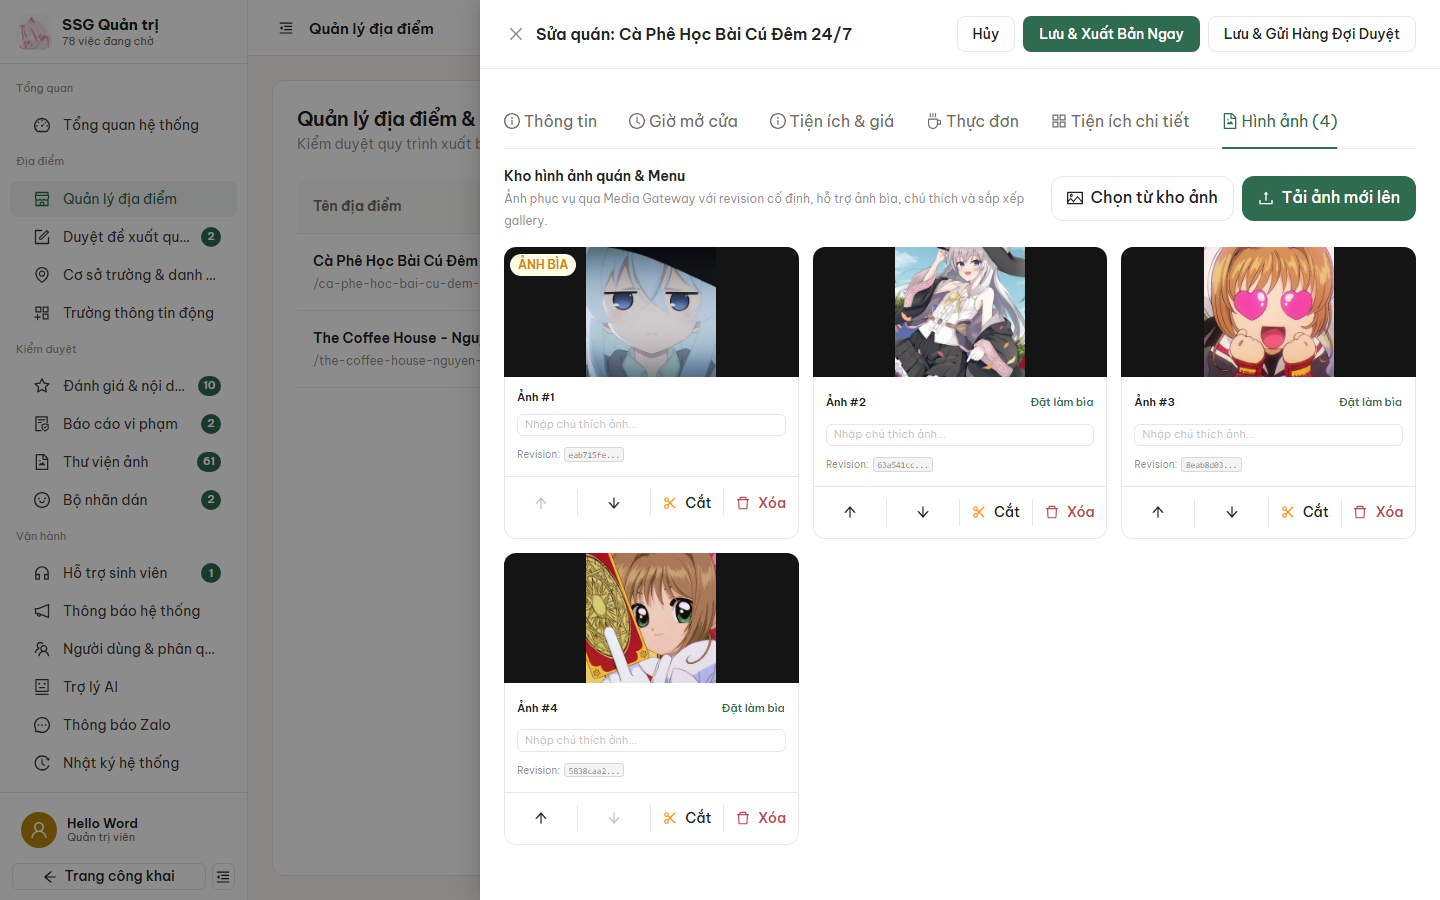 SSG Quản trị
78 việc đang chờ
Tổng quan
Tổng quan hệ thống
Địa điểm
Quản lý địa điểm
Duyệt đề xuất qu... 2
Cơ sở trường & danh ...
Trường thông tin động
Kiểm duyệt
Đánh giá & nội d... 10
Báo cáo vi phạm 2
Thư viện ảnh 61
Bộ nhãn dán 2
Vận hành
Hỗ trợ sinh viên 1
Thông báo hệ thống
Người dùng & phân q...
Trợ lý AI
Thông báo Zalo
Nhật ký hệ thống
Hello Word
Quản trị viên
Trang công khai
Quản lý địa điểm
Quản lý địa điểm &
Kiểm duyệt quy trình xuất b
Tên địa điểm
Cà Phê Học Bài Cú Đêm
/ca-phe-hoc-bai-cu-dem-
The Coffee House - Ngu
/the-coffee-house-nguyen-
Sửa quán: Cà Phê Học Bài Cú Đêm 24/7
Hủy
Lưu & Xuất Bản Ngay
Lưu & Gửi Hàng Đợi Duyệt
Thông tin
Giờ mở cửa
Tiện ích & giá
Thực đơn
Tiện ích chi tiết
Hình ảnh (4)
Kho hình ảnh quán & Menu
Ảnh phục vụ qua Media Gateway với revision cố định, hỗ trợ ảnh bìa, chú thích và sắp xếp
gallery.
Chọn từ kho ảnh
Tải ảnh mới lên
ẢNH BÌA
Ảnh #1
Nhập chú thích ảnh...
Revision: eab715fe...
Cắt
Xóa
Ảnh #2
Đặt làm bìa
Nhập chú thích ảnh...
Revision: 63a541cc...
Cắt
Xóa
Ảnh #3
Đặt làm bìa
Nhập chú thích ảnh...
Revision: 8eab8d03...
Cắt
Xóa
Ảnh #4
Đặt làm bìa
Nhập chú thích ảnh...
Revision: 5838caa2...
Cắt
Xóa